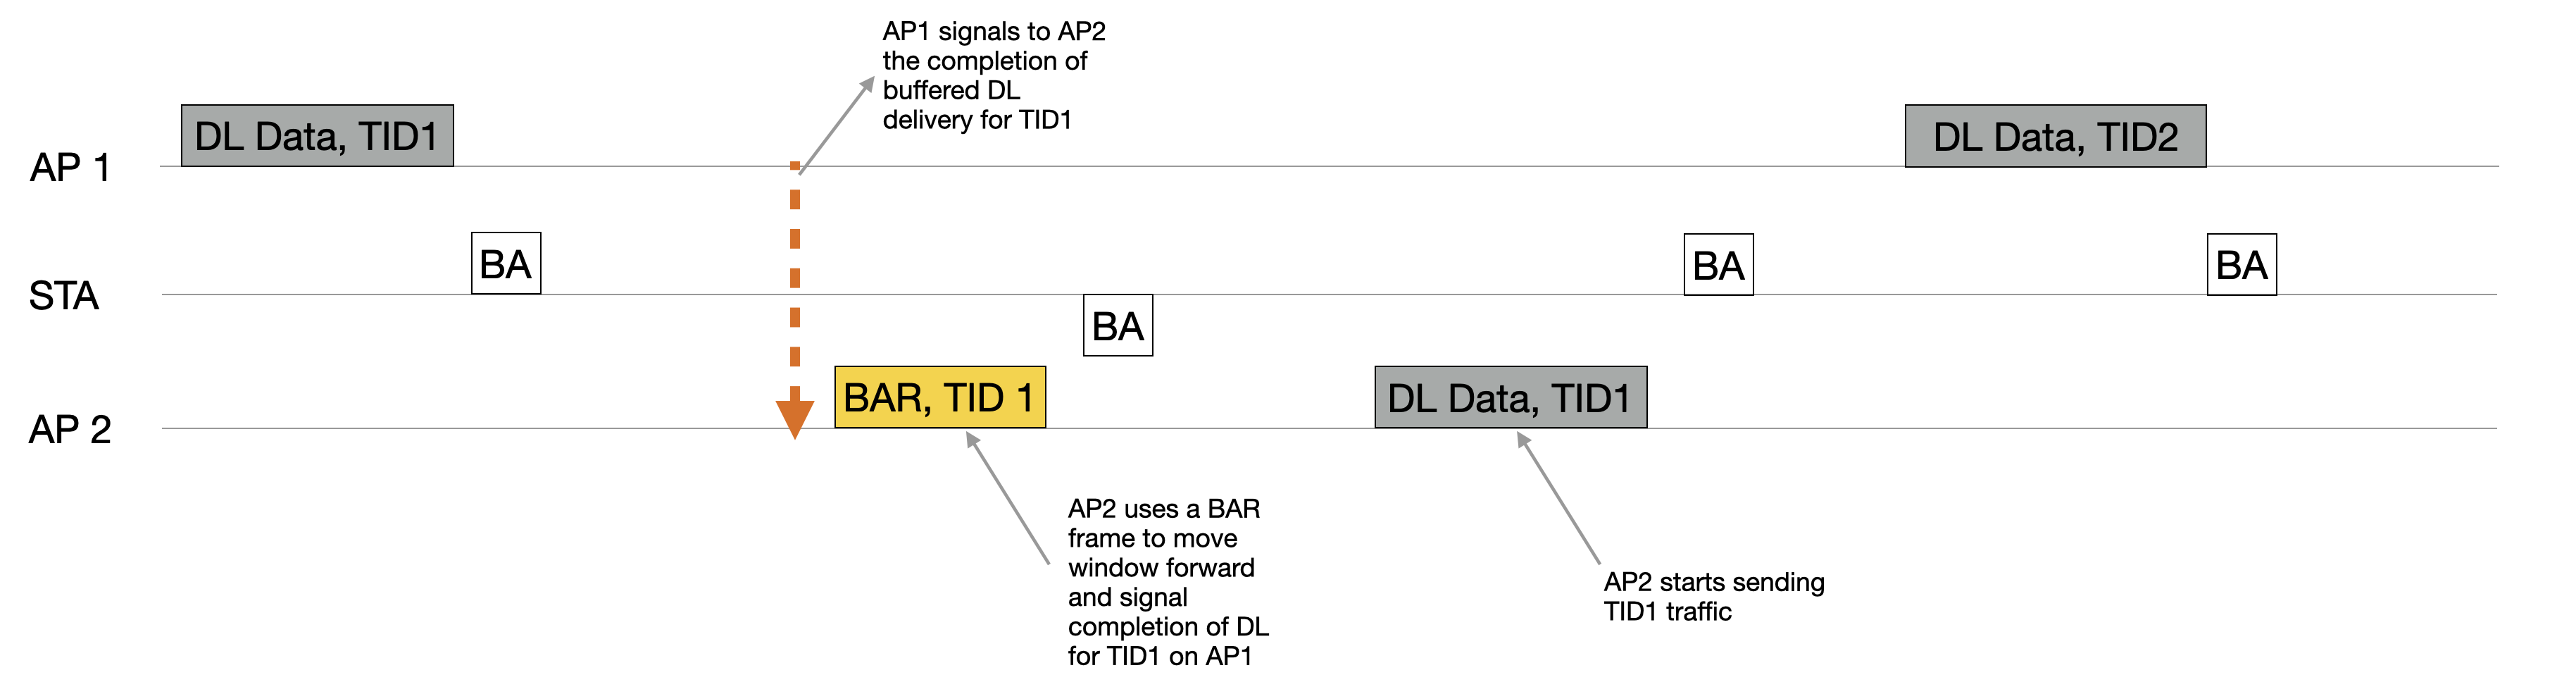 AP1 signals to AP2
the completion of
buffered DL
delivery for TID1
DL Data, TID1
DL Data, TID2
AP 1
BA
BA
BA
STA
BA
BAR, TID 1
DL Data, TID1
AP 2
AP2 uses a BAR
frame to move
window forward
and signal
completion of DL
for TID1 on AP1
AP2 starts sending
TID1 traffic